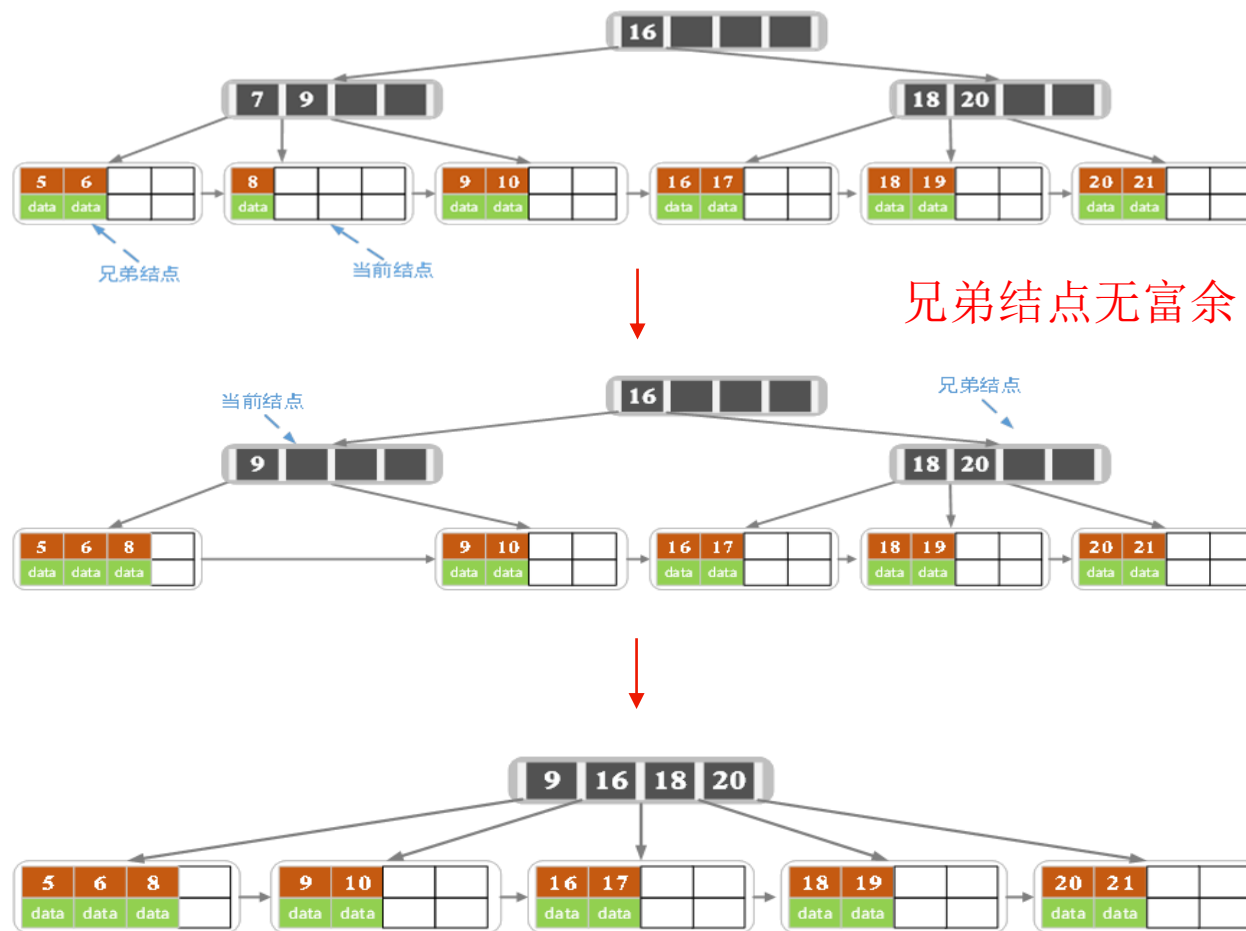 16
7 9
18 20
5 6
data data
8
data
9 10
data data
16 17
data data
18 19
data data
20 21
data data
兄弟结点
当前结点
兄弟结点无富余
16
当前结点
兄弟结点
9
18 20
5 6 8
data data data
9 10
data data
16 17
data data
18 19
data data
20 21
data data
9 16 18 20
5 6 8
data data data
9 10
data data
16 17
data data
18 19
data data
20 21
data data